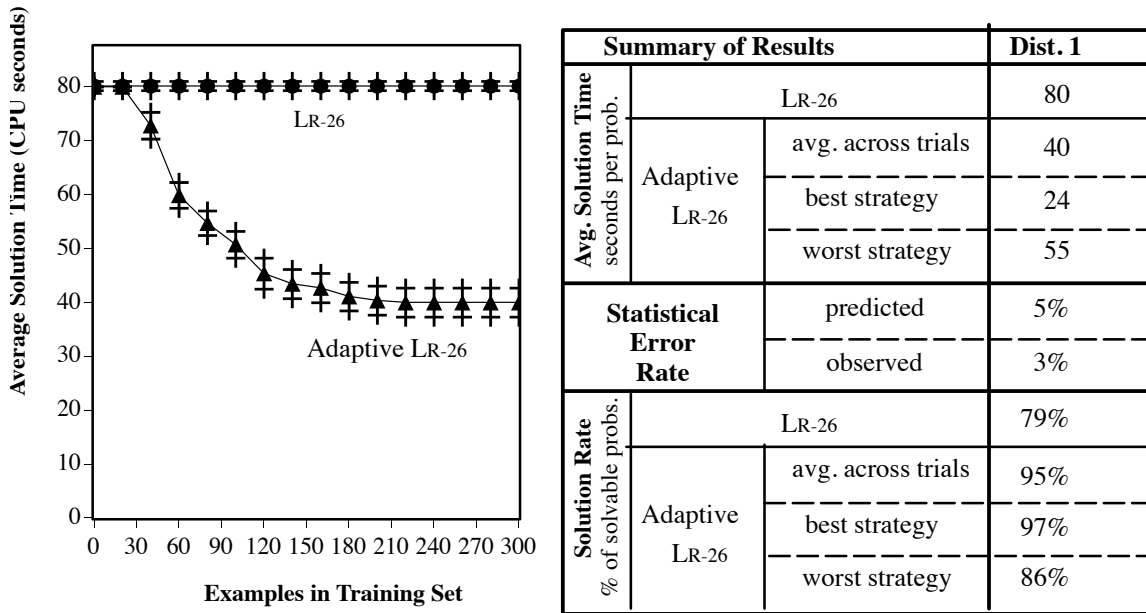 Average Solution Time (CPU seconds)
80
70
60
50
40
30
20
10
0
LR-26
Adaptive LR-26
0 30 60 90 120 150 180 210 240 270 300
Examples in Training Set
Summary of Results Dist. 1
Avg. Solution Time
seconds per prob.
LR-26 80
Adaptive
LR-26
avg. across trials 40
best strategy 24
worst strategy 55
Statistical
Error
Rate
predicted 5%
observed 3%
Solution Rate
% of solvable probs.
LR-26 79%
Adaptive
LR-26
avg. across trials 95%
best strategy 97%
worst strategy 86%